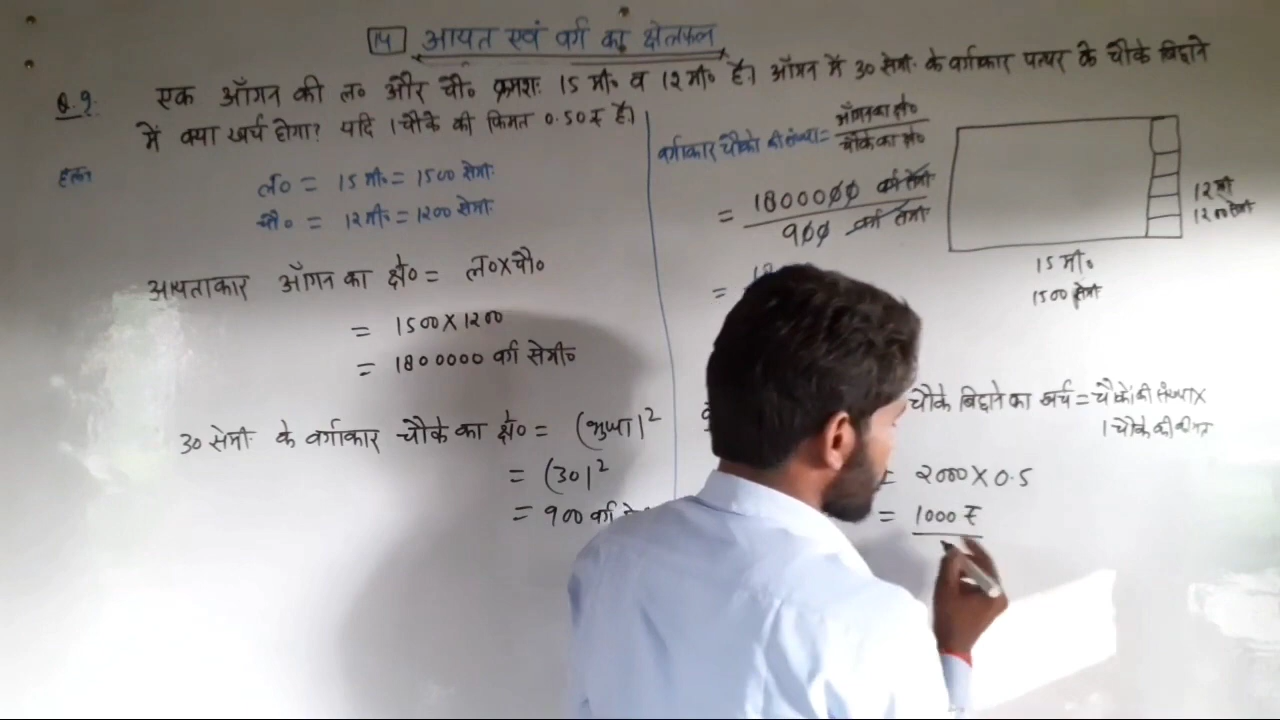 14 आयत एवं वर्ग का क्षेत्रफल
Q.9. एक आँगन की ल० और चौ० क्रमशः 15 मी० व 12 मी० है। आँगन में 30 सेमी० के वर्गाकार पत्थर के चौके बिछाने
में क्या खर्च होगा? यदि 1 चौके की किमत 0.50 ₹ है।
हल:
ल० = 15 मी० = 1500 सेमी०
चौ० = 12 मी० = 1200 सेमी०
आयताकार आँगन का क्षे० = ल० × चौ०
= 1500 × 1200
= 1800000 वर्ग सेमी०
30 सेमी० के वर्गाकार चौके का क्षे० = (भुजा)²
= (30)²
= 900 वर्ग
वर्गाकार चौको की संख्या = आँगन का क्षे०
चौके का क्षे०
= 1800000 वर्ग सेमी०
900 वर्ग सेमी०
=
12 मी
1200 सेमी०
15 मी०
1500 सेमी०
चौके बिछाने का खर्च = चौकों की संख्या ×
1 चौके की कीमत
= 2000 × 0.5
= 1000 ₹